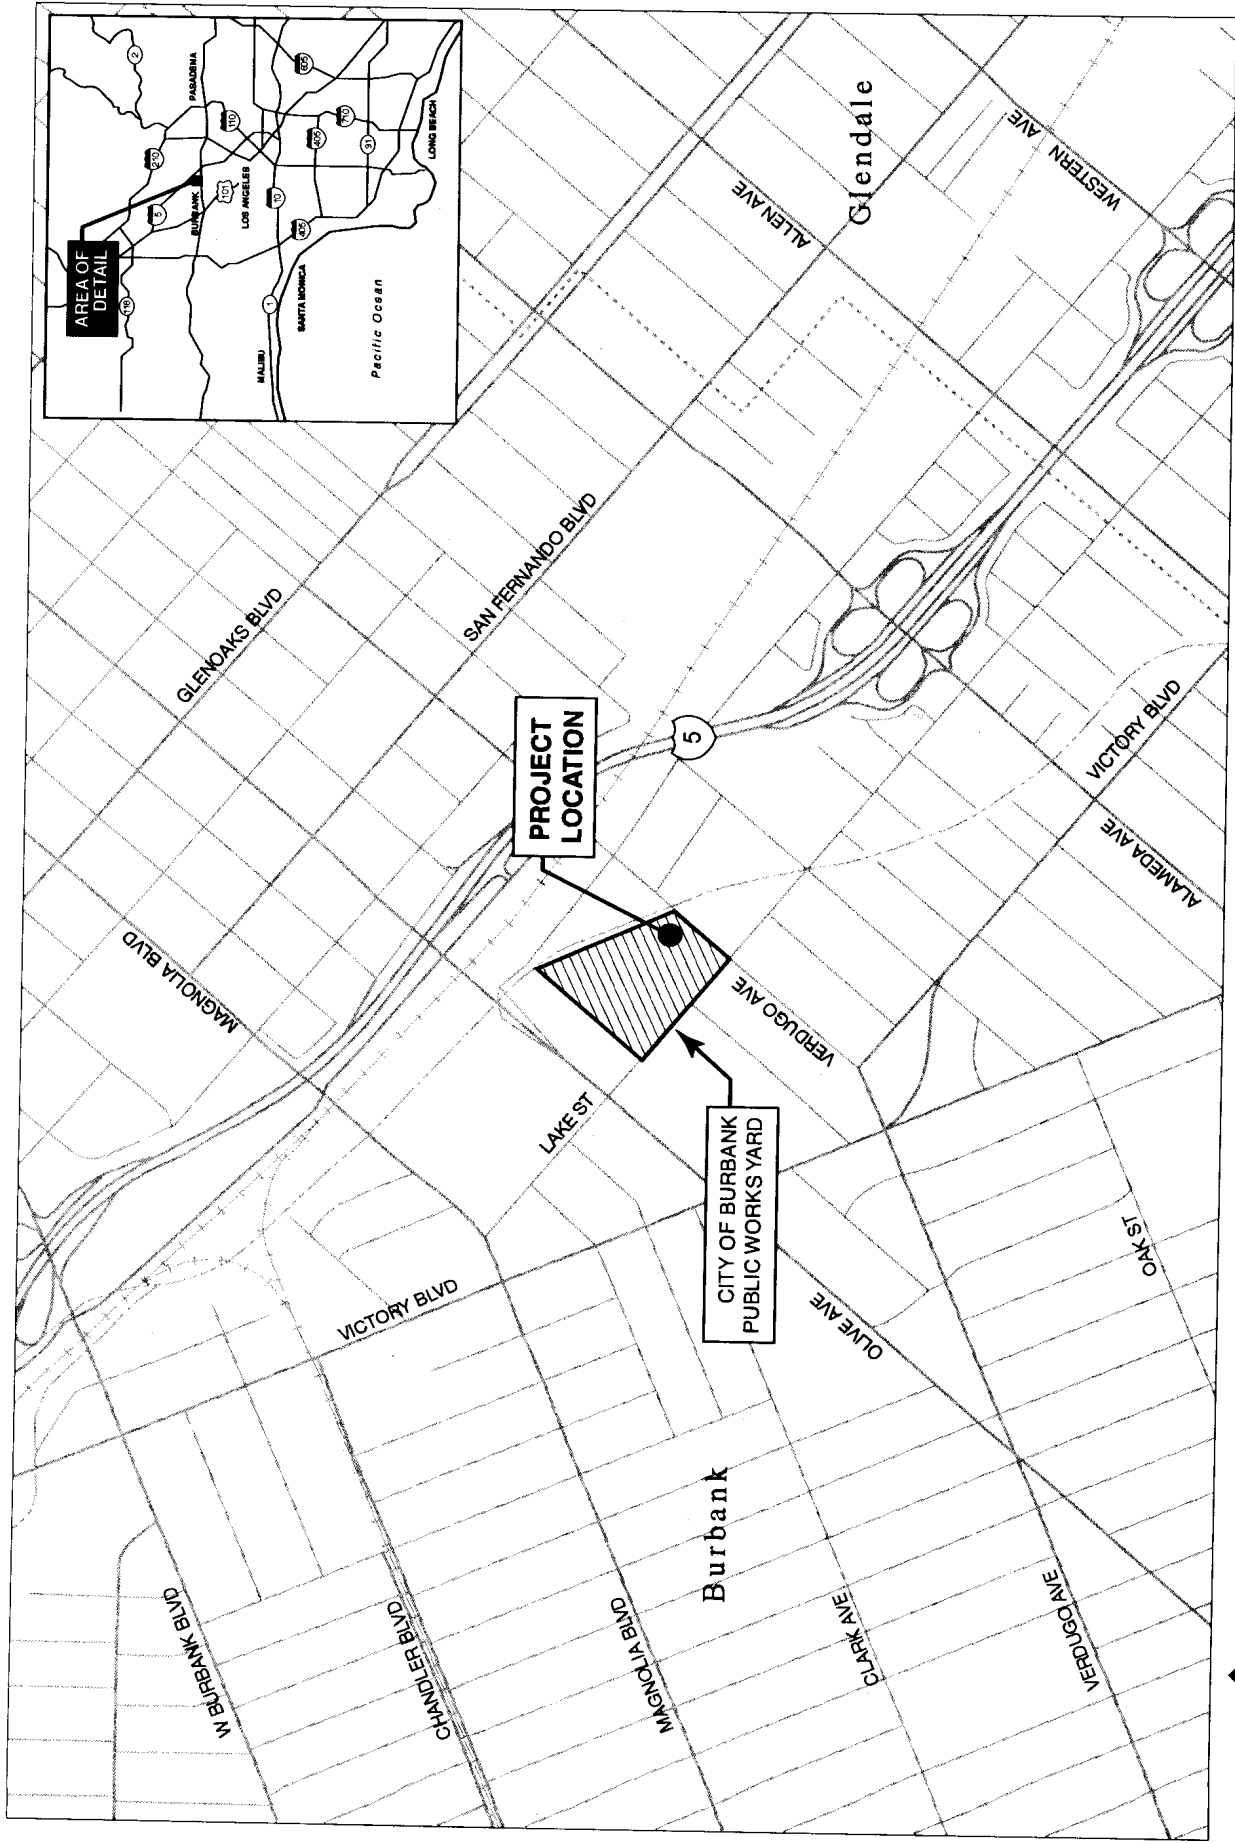 AREA OF
DETAIL
118
5
210
2
PASADENA
BURBANK
101
110
LOS ANGELES
10
405
605
710
405
91
1
MALIBU
SANTA MONICA
LONG BEACH
Pacific Ocean
GLENOAKS BLVD
SAN FERNANDO BLVD
ALLEN AVE
WESTERN AVE
Glendale
MAGNOLIA BLVD
PROJECT
LOCATION
5
LAKE ST
VERDUGO AVE
VICTORY BLVD
ALAMEDA AVE
CITY OF BURBANK
PUBLIC WORKS YARD
VICTORY BLVD
OLIVE AVE
OAK ST
Burbank
W BURBANK BLVD
CHANDLER BLVD
MAGNOLIA BLVD
CLARK AVE
VERDUGO AVE